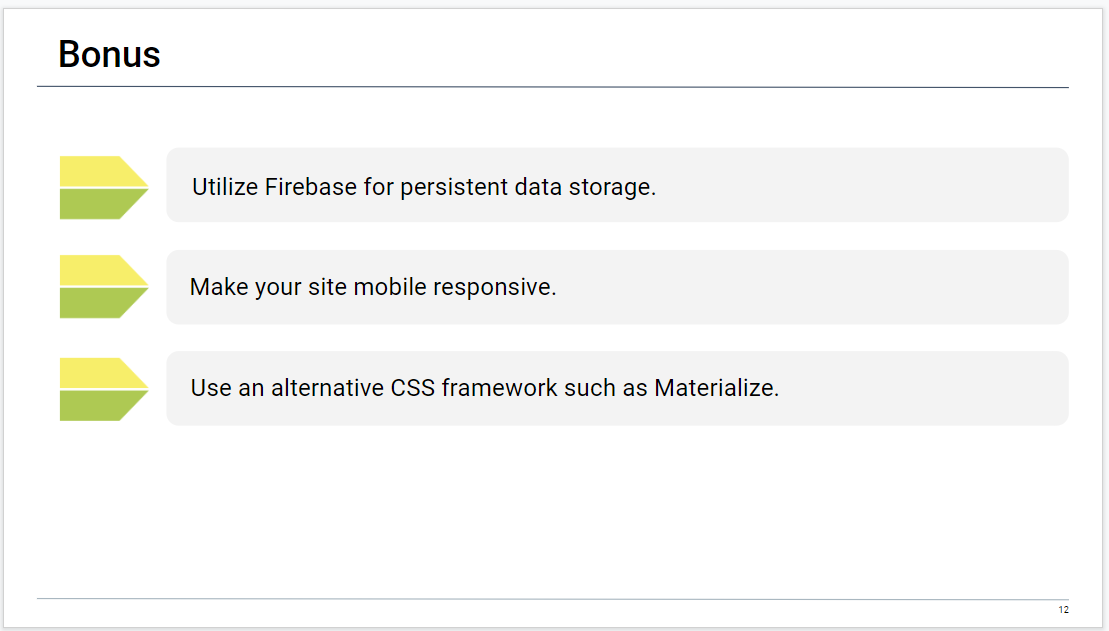 Bonus
Utilize Firebase for persistent data storage.
Make your site mobile responsive.
Use an alternative CSS framework such as Materialize.
12